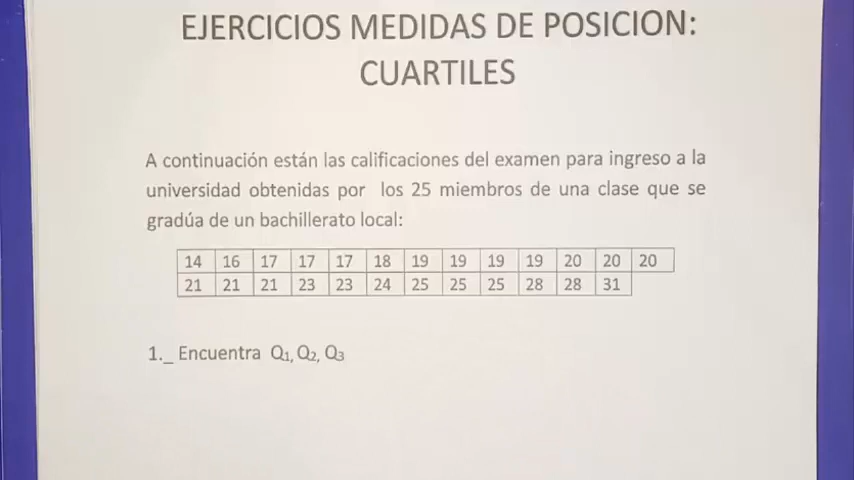 EJERCICIOS MEDIDAS DE POSICION:
CUARTILES
A continuación están las calificaciones del examen para ingreso a la
universidad obtenidas por los 25 miembros de una clase que se
gradúa de un bachillerato local:
14 16 17 17 17 18 19 19 19 19 20 20 20
21 21 21 23 23 24 25 25 25 28 28 31
1._ Encuentra Q1, Q2, Q3